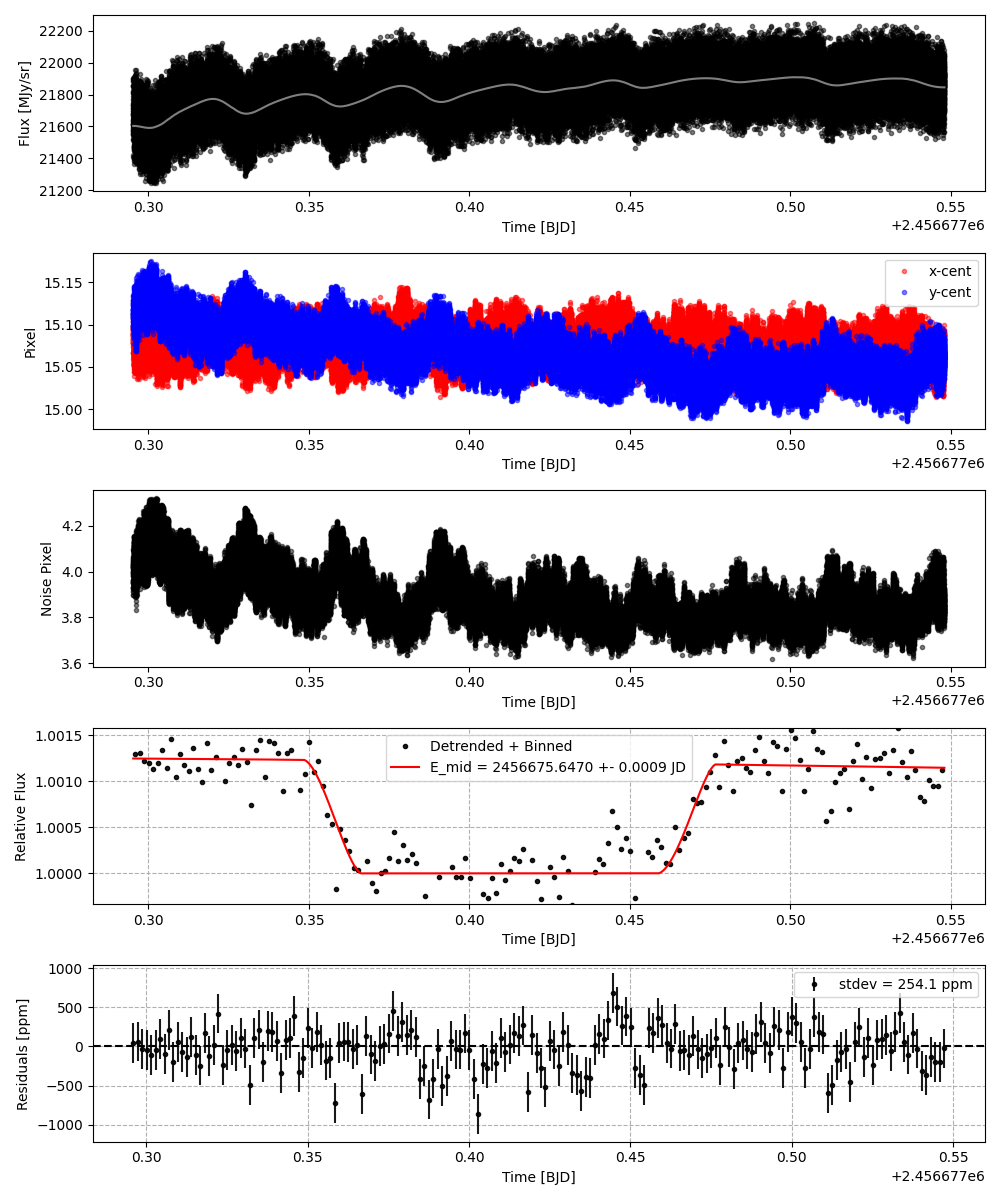 22200
22000
21800
21600
21400
21200
Flux [MJy/sr]
0.30 0.35 0.40 0.45 0.50 0.55
Time [BJD]
+2.456677e6
15.15
15.10
15.05
15.00
Pixel
x-cent
y-cent
0.30 0.35 0.40 0.45 0.50 0.55
Time [BJD]
+2.456677e6
4.2
4.0
3.8
3.6
Noise Pixel
0.30 0.35 0.40 0.45 0.50 0.55
Time [BJD]
+2.456677e6
1.0015
1.0010
1.0005
1.0000
Relative Flux
Detrended + Binned
E_mid = 2456675.6470 +- 0.0009 JD
0.30 0.35 0.40 0.45 0.50 0.55
Time [BJD]
+2.456677e6
1000
500
0
−500
−1000
Residuals [ppm]
stdev = 254.1 ppm
0.30 0.35 0.40 0.45 0.50 0.55
Time [BJD]
+2.456677e6